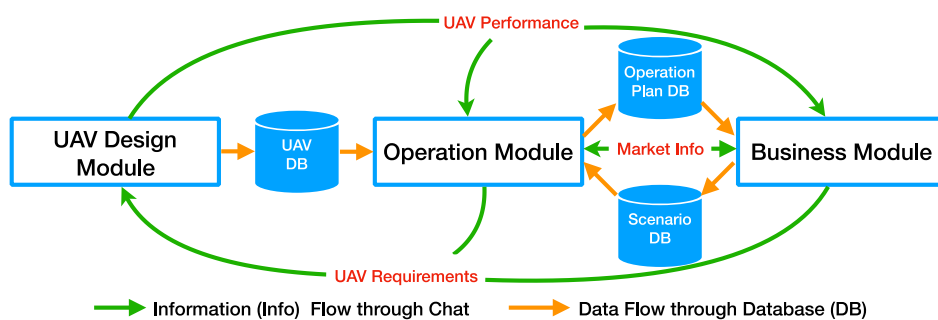 UAV Performance
Operation
Plan DB
UAV Design
Module
UAV
DB
Operation Module
Market Info
Business Module
Scenario
DB
UAV Requirements
Information (Info) Flow through Chat
Data Flow through Database (DB)